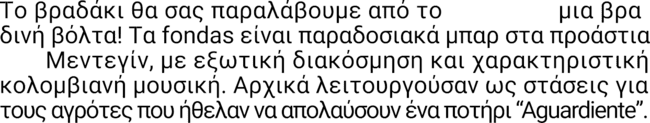 Το βραδάκι θα σας παραλάβουμε από το μια βρα
δινή βόλτα! Τα fondas είναι παραδοσιακά μπαρ στα προάστια
Μεντεγίν, με εξωτική διακόσμηση και χαρακτηριστική
κολομβιανή μουσική. Αρχικά λειτουργούσαν ως στάσεις για
τους αγρότες που ήθελαν να απολαύσουν ένα ποτήρι “Aguardiente”.